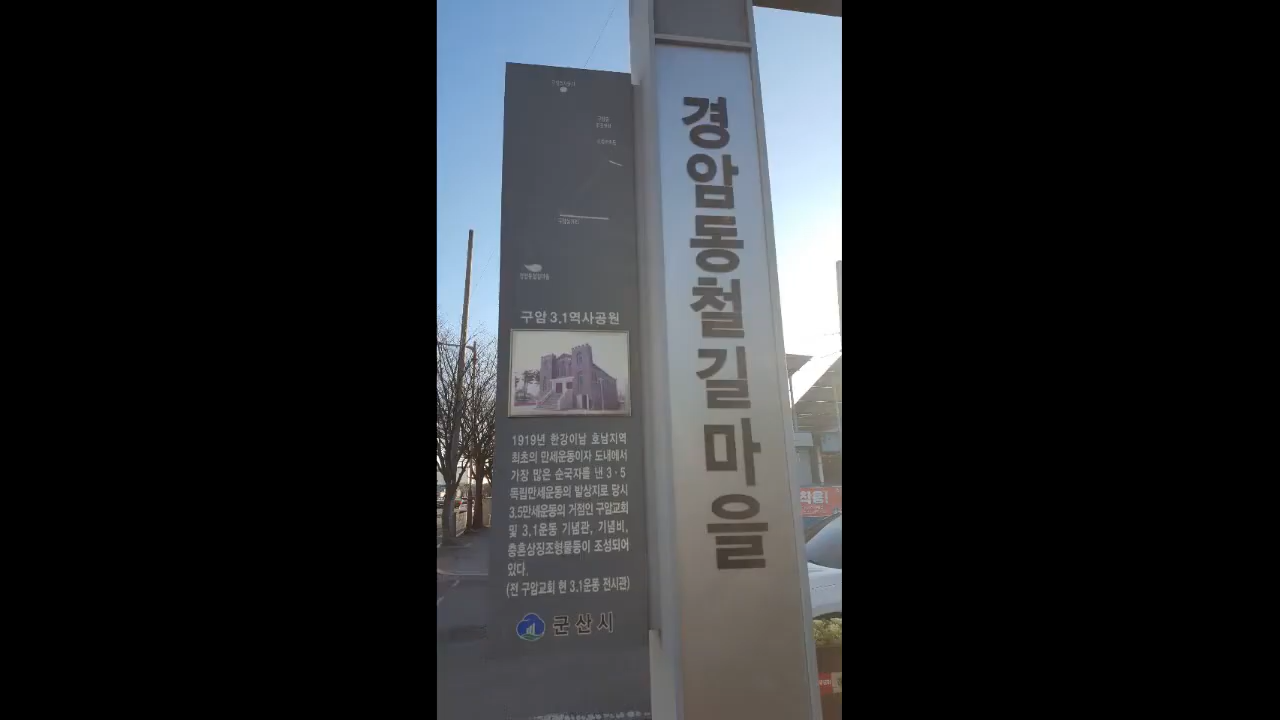 구암 3.1역사공원
1919년 한강이남 호남지역
최초의 만세운동이자 도내에서
가장 많은 순국자를 낸 3·5
독립만세운동의 발상지로 당시
3.5만세운동의 거점인 구암교회
및 3.1운동 기념관, 기념비,
충혼상징조형물등이 조성되어
있다.
(전 구암교회 현 3.1운동 전시관)
군산시
경암동철길마을